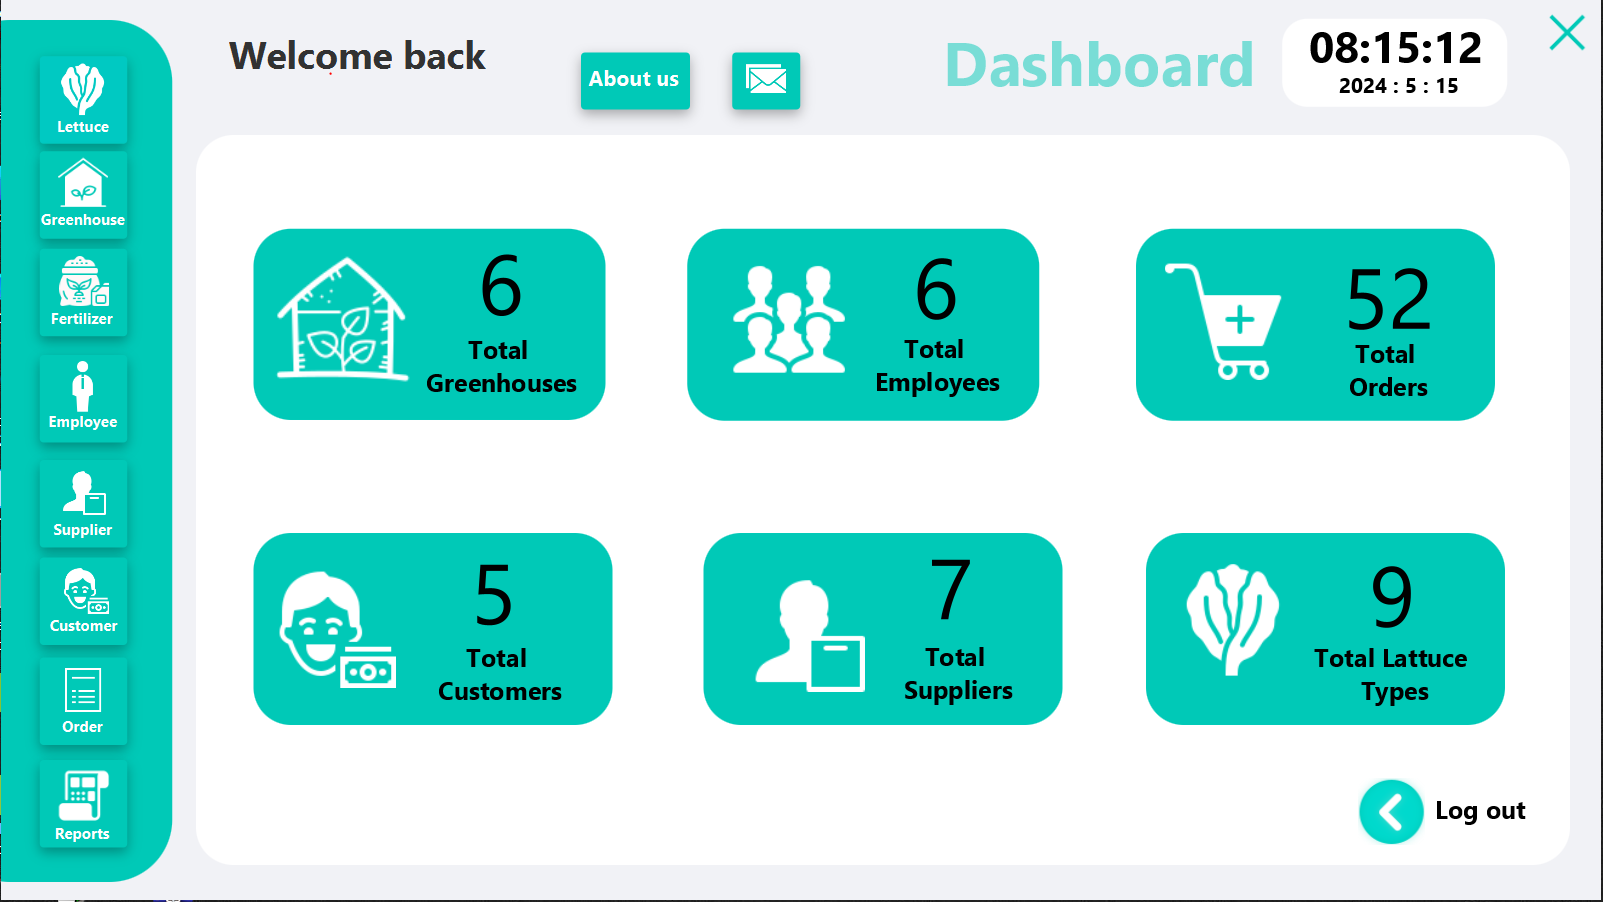 Welcome back
About us
Dashboard
08:15:12
2024 : 5 : 15
Lettuce
Greenhouse
Fertilizer
Employee
Supplier
Customer
Order
Reports
6
Total
Greenhouses
6
Total
Employees
52
Total
Orders
5
Total
Customers
7
Total
Suppliers
9
Total Lattuce
Types
Log out